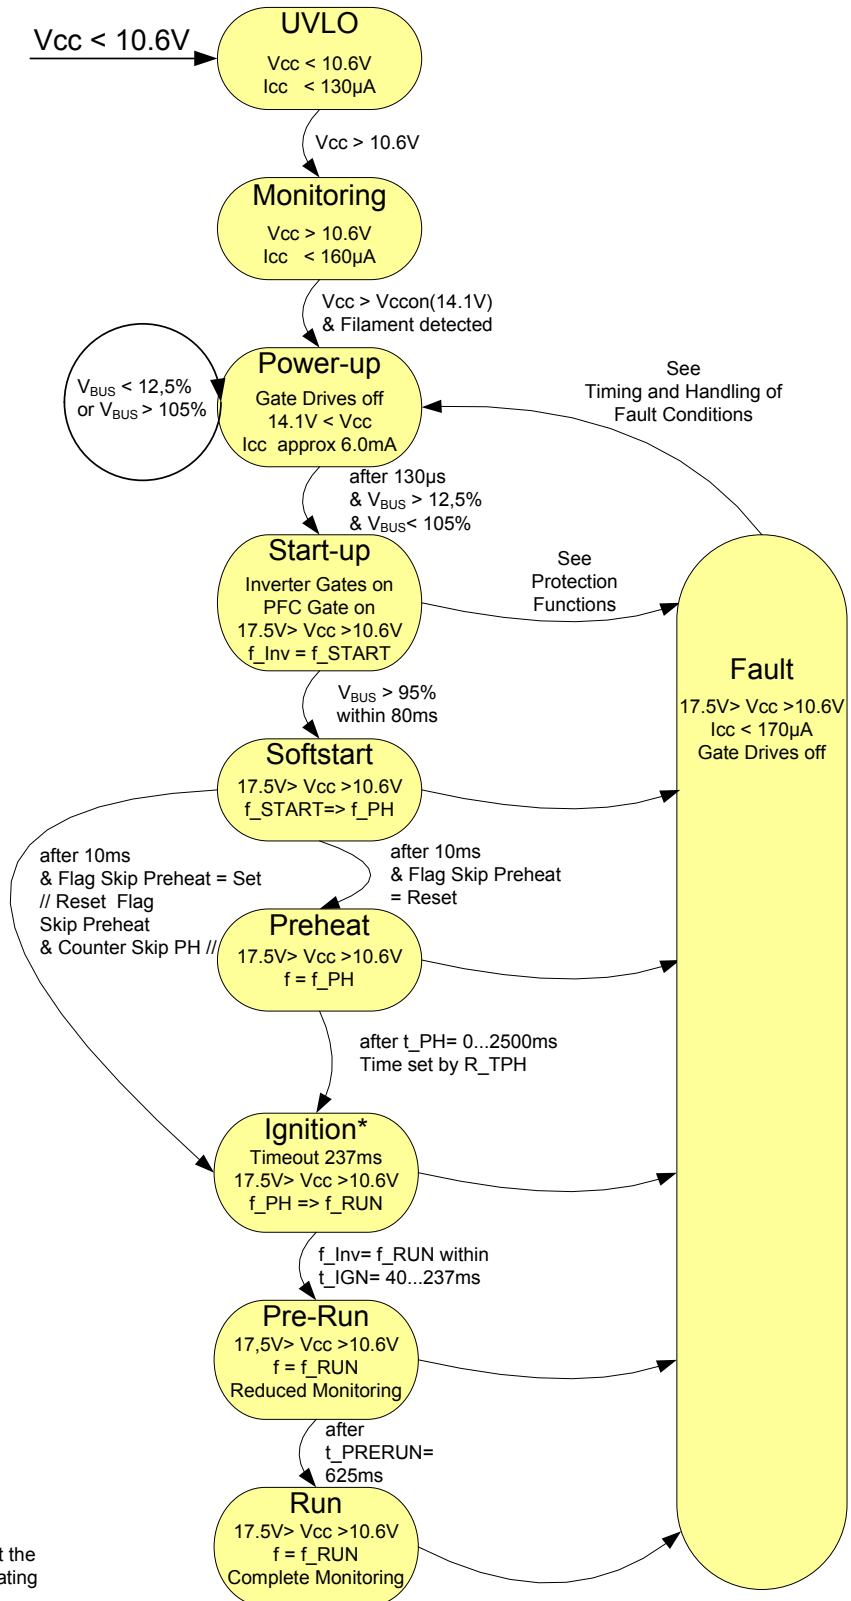 Vcc < 10.6V
UVLO
Vcc < 10.6V
Icc < 130µA
Vcc > 10.6V
Monitoring
Vcc > 10.6V
Icc < 160µA
Vcc > Vccon(14.1V)
& Filament detected
V_BUS < 12,5%
or V_BUS > 105%
Power-up
Gate Drives off
14.1V < Vcc
Icc approx 6.0mA
See
Timing and Handling of
Fault Conditions
after 130µs
& V_BUS > 12,5%
& V_BUS< 105%
Start-up
Inverter Gates on
PFC Gate on
17.5V> Vcc >10.6V
f_Inv = f_START
See
Protection
Functions
Fault
17.5V> Vcc >10.6V
Icc < 170µA
Gate Drives off
V_BUS > 95%
within 80ms
Softstart
17.5V> Vcc >10.6V
f_START=> f_PH
after 10ms
& Flag Skip Preheat = Set
// Reset Flag
Skip Preheat
& Counter Skip PH //
after 10ms
& Flag Skip Preheat
= Reset
Preheat
17.5V> Vcc >10.6V
f = f_PH
after t_PH= 0...2500ms
Time set by R_TPH
Ignition*
Timeout 237ms
17.5V> Vcc >10.6V
f_PH => f_RUN
f_Inv= f_RUN within
t_IGN= 40...237ms
Pre-Run
17,5V> Vcc >10.6V
f = f_RUN
Reduced Monitoring
after
t_PRERUN=
625ms
Run
17.5V> Vcc >10.6V
f = f_RUN
Complete Monitoring
the